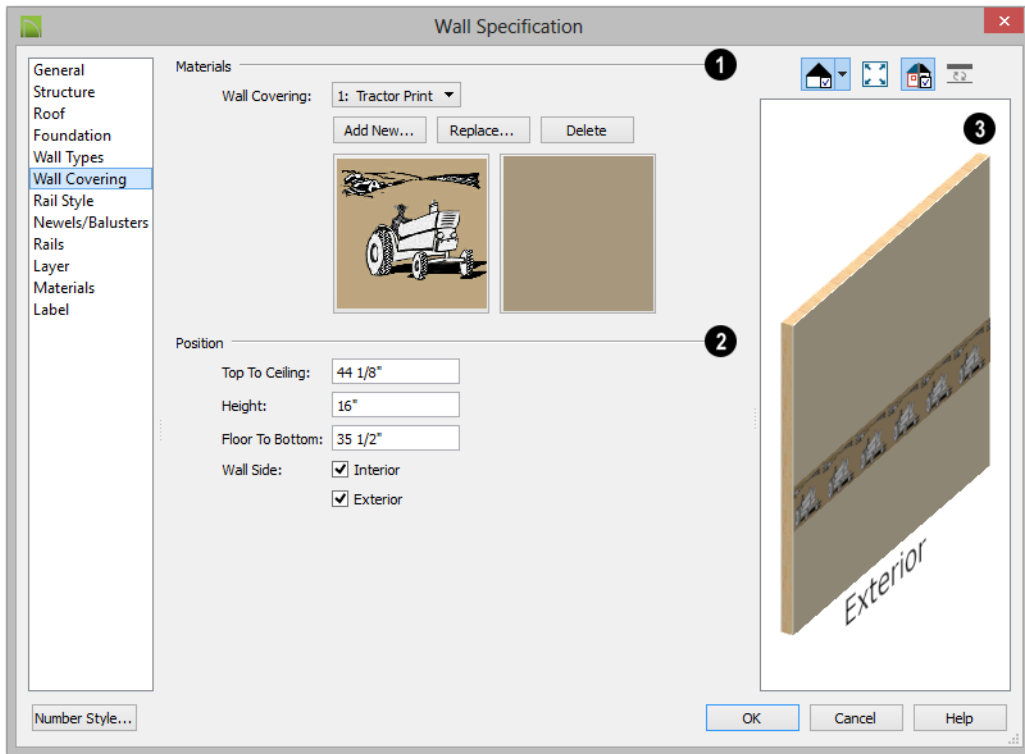 Wall Specification
General
Structure
Roof
Foundation
Wall Types
Wall Covering
Rail Style
Newels/Balusters
Rails
Layer
Materials
Label
Materials
1
Wall Covering:
1: Tractor Print
Add New...
Replace...
Delete
Position
2
Top To Ceiling:
44 1/8"
Height:
16"
Floor To Bottom:
35 1/2"
Wall Side:
Interior
Exterior
3
Exterior
Number Style...
OK
Cancel
Help